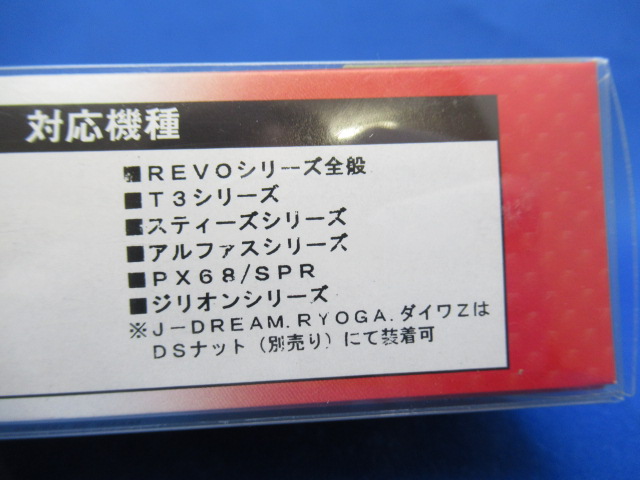 対応機種
■REVOシリーズ全般
■T3シリーズ
■スティーズシリーズ
■アルファスシリーズ
■PX68/SPR
■ジリオンシリーズ
※J-DREAM.RYOGA.ダイワZは
DSナット(別売り)にて装着可